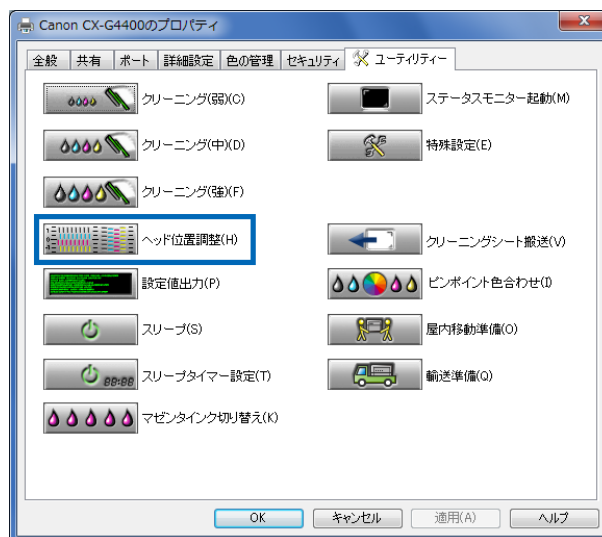 Canon CX-G4400のプロパティ
全般 共有 ポート 詳細設定 色の管理 セキュリティ ユーティリティー
クリーニング(弱)(C)
ステータスモニター起動(M)
クリーニング(中)(D)
特殊設定(E)
クリーニング(強)(F)
ヘッド位置調整(H)
クリーニングシート搬送(V)
設定値出力(P)
ピンポイント色合わせ(I)
スリープ(S)
屋内移動準備(O)
88:88 スリープタイマー設定(T)
輸送準備(Q)
マゼンタインク切り替え(K)
OK キャンセル 適用(A) ヘルプ